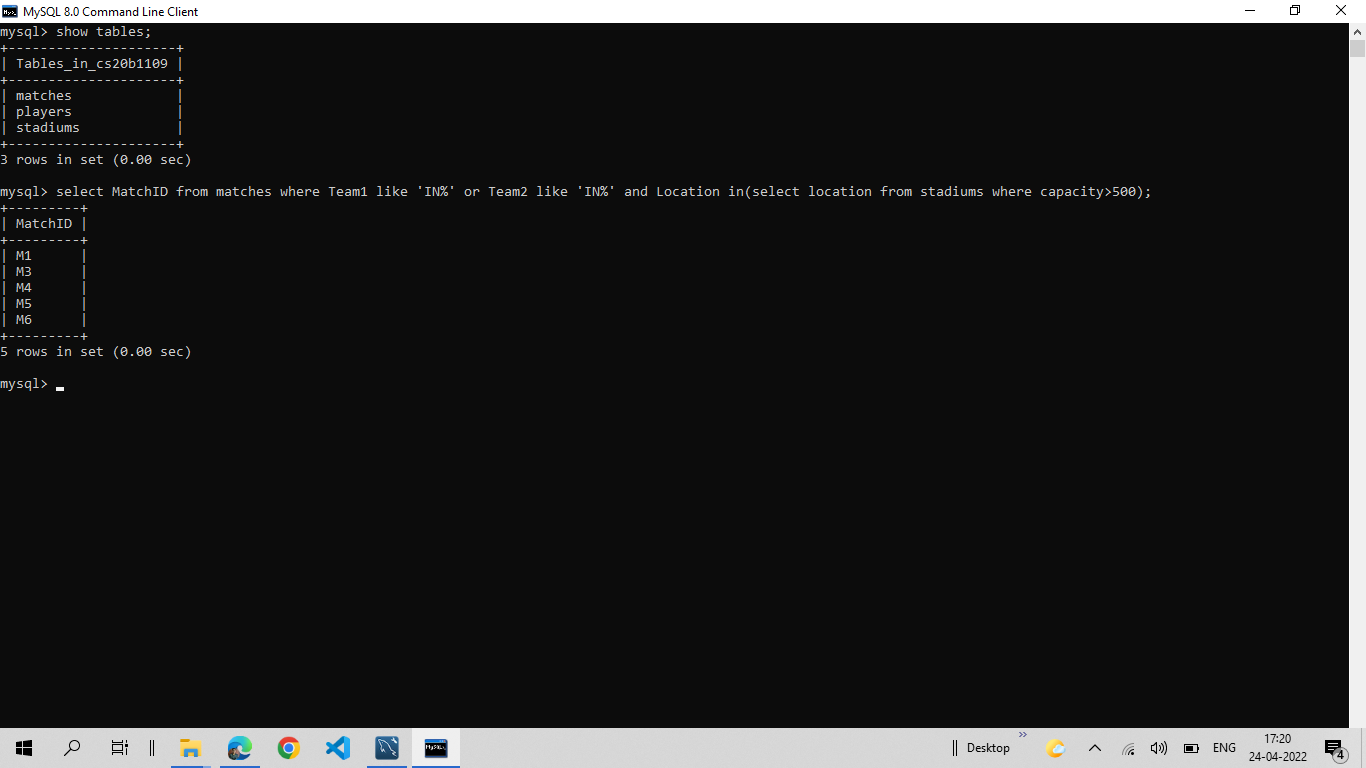 MySQL 8.0 Command Line Client
mysql> show tables;
+---------------------+
| Tables_in_cs20b1109 |
+---------------------+
| matches             |
| players             |
| stadiums            |
+---------------------+
3 rows in set (0.00 sec)
mysql> select MatchID from matches where Team1 like 'IN%' or Team2 like 'IN%' and Location in(select location from stadiums where capacity>500);
+---------+
| MatchID |
+---------+
| M1      |
| M3      |
| M4      |
| M5      |
| M6      |
+---------+
5 rows in set (0.00 sec)
mysql>
Desktop
ENG
17:20
24-04-2022
4